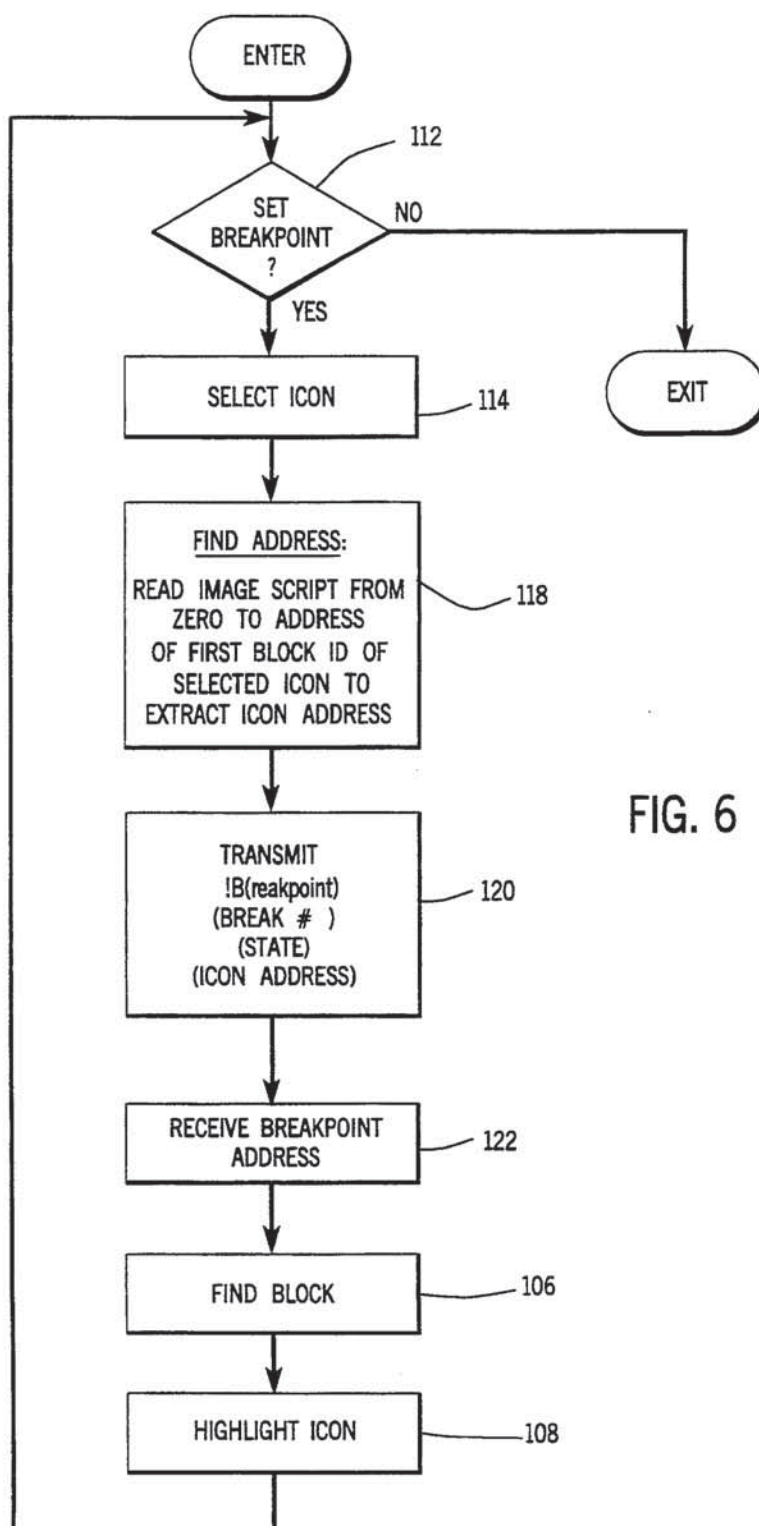 ENTER
112
SET
BREAKPOINT
?
NO
YES
SELECT ICON
114
EXIT
FIND ADDRESS:
READ IMAGE SCRIPT FROM
ZERO TO ADDRESS
OF FIRST BLOCK ID OF
SELECTED ICON TO
EXTRACT ICON ADDRESS
118
FIG. 6
TRANSMIT
!B(reakpoint)
(BREAK # )
(STATE)
(ICON ADDRESS)
120
RECEIVE BREAKPOINT
ADDRESS
122
FIND BLOCK
106
HIGHLIGHT ICON
108